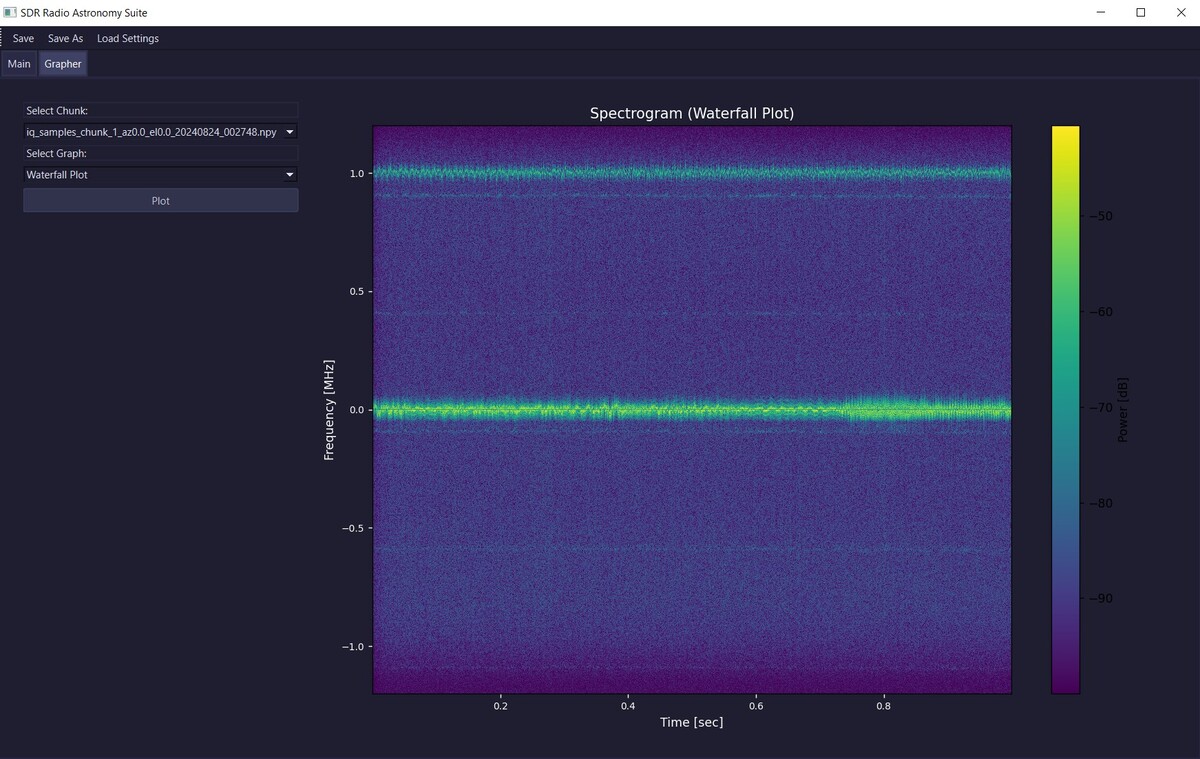 SDR Radio Astronomy Suite
Save Save As Load Settings
Main Grapher
Select Chunk:
iq_samples_chunk_1_az0.0_el0.0_20240824_002748.npy
Select Graph:
Waterfall Plot
Plot
Spectrogram (Waterfall Plot)
1.0
0.5
0.0
−0.5
−1.0
Frequency [MHz]
0.2 0.4 0.6 0.8
Time [sec]
−50
−60
−70
−80
−90
Power [dB]